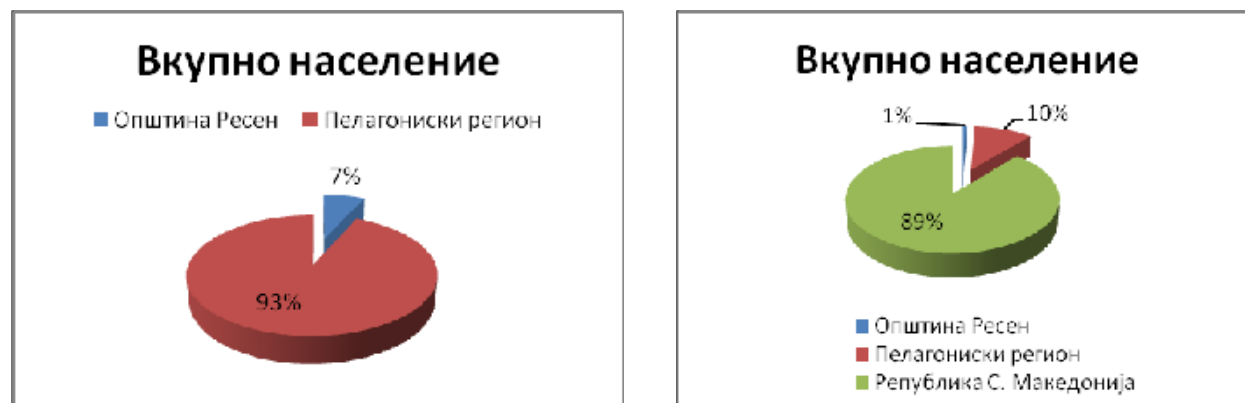 Вкупно население
Општина Ресен Пелагониски регион
7%
93%
Вкупно население
1% 10%
89%
Општина Ресен
Пелагониски регион
Република С. Македонија